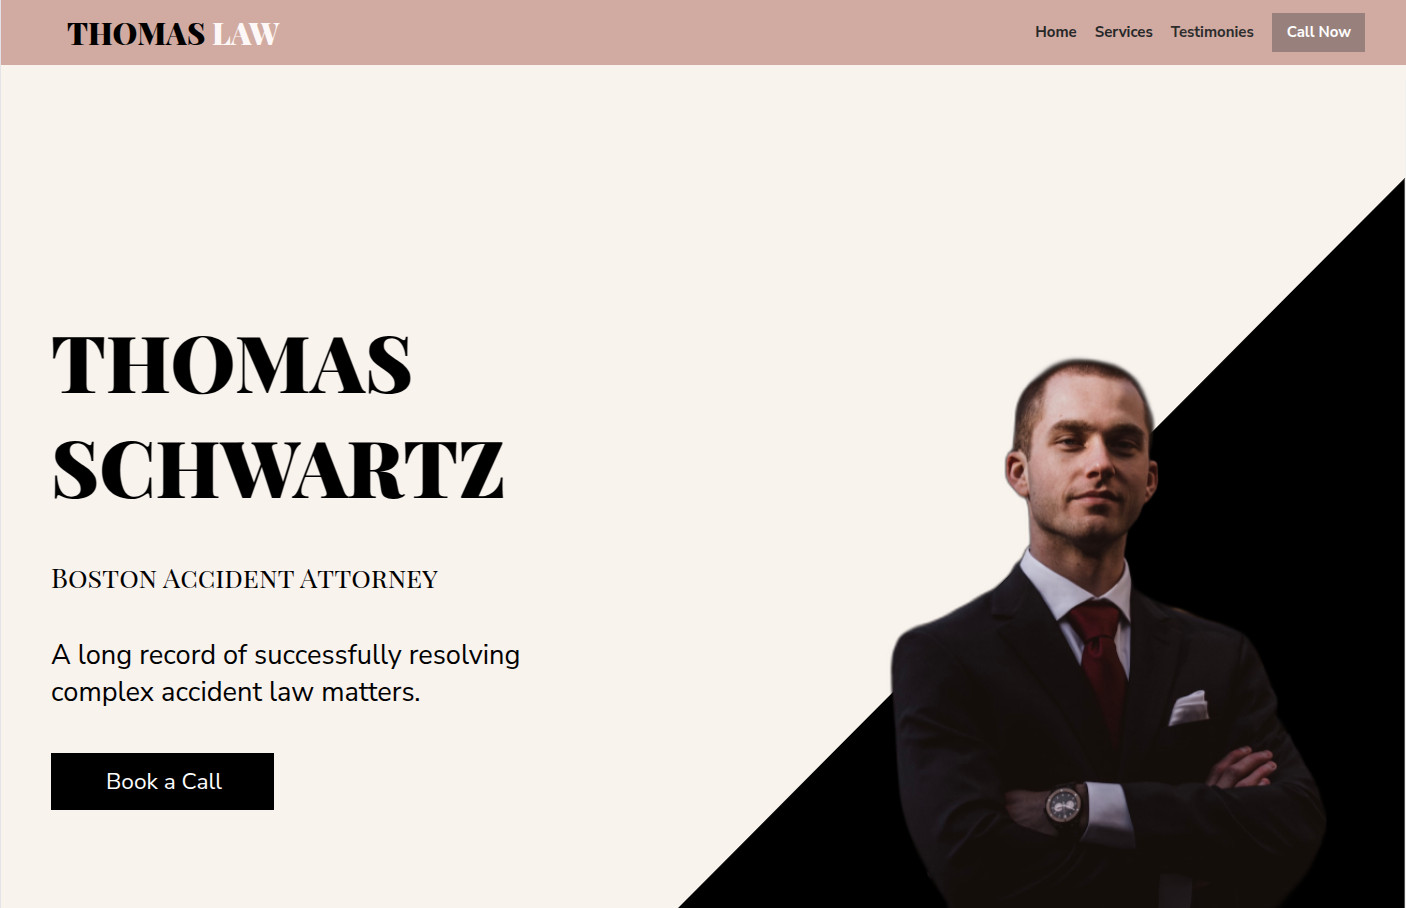 THOMAS LAW
Home Services Testimonies Call Now
THOMAS
SCHWARTZ
Boston Accident Attorney
A long record of successfully resolving
complex accident law matters.
Book a Call